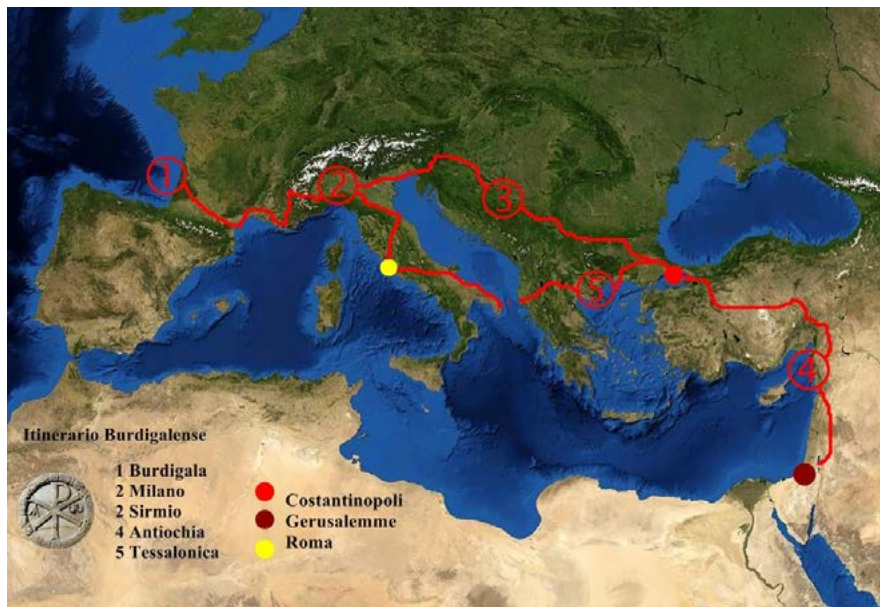 1
2
3
5
4
Itinerario Burdigalense
1 Burdigala
2 Milano
2 Sirmio
4 Antiochia
5 Tessalonica
Costantinopoli
Gerusalemme
Roma